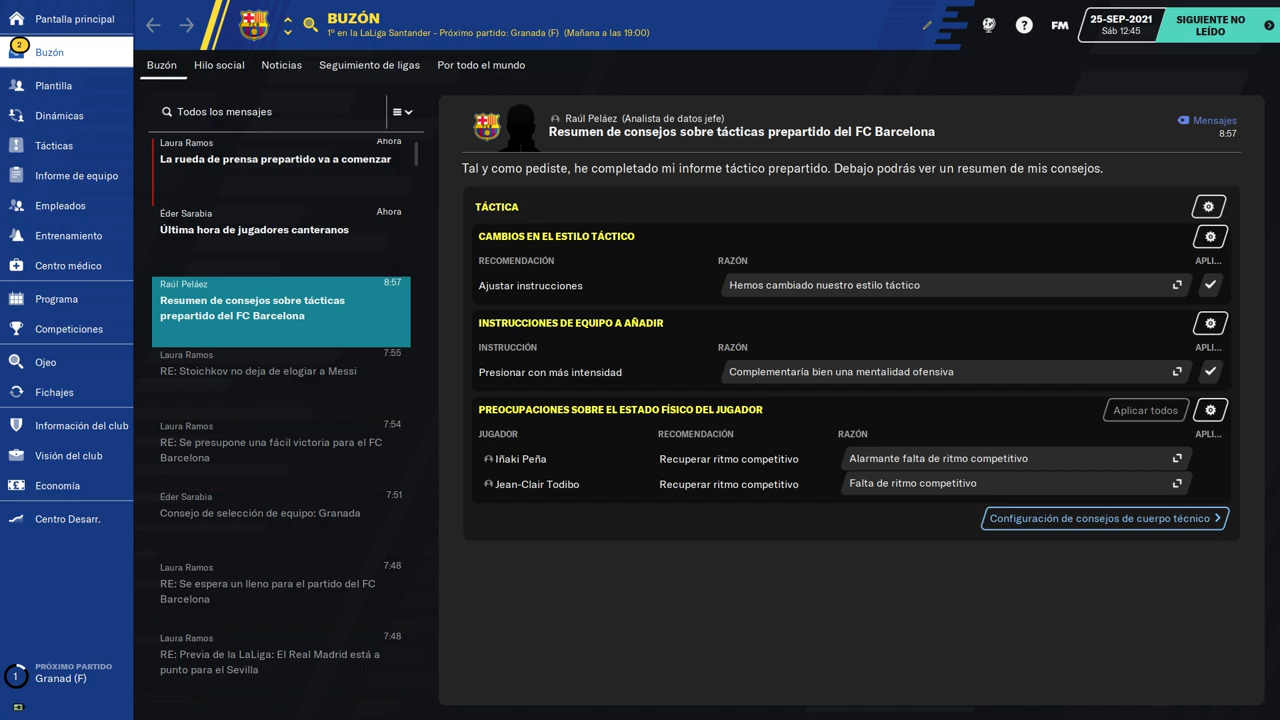 Pantalla principal
2
Buzón
Plantilla
Dinámicas
Tácticas
Informe de equipo
Empleados
Entrenamiento
Centro médico
Programa
Competiciones
Ojeo
Fichajes
Información del club
Visión del club
Economía
Centro Desarr.
1
PRÓXIMO PARTIDO
Granad (F)
BUZÓN
1º en la LaLiga Santander - Próximo partido: Granada (F) (Mañana a las 19:00)
?
FM
25-SEP-2021
Sáb 12:45
SIGUIENTE NO
LEÍDO
Buzón
Hilo social
Noticias
Seguimiento de ligas
Por todo el mundo
Todos los mensajes
Laura Ramos
Ahora
La rueda de prensa prepartido va a comenzar
Éder Sarabia
Ahora
Última hora de jugadores canteranos
Raúl Peláez
8:57
Resumen de consejos sobre tácticas
prepartido del FC Barcelona
Laura Ramos
7:55
RE: Stoichkov no deja de elogiar a Messi
Laura Ramos
7:54
RE: Se presupone una fácil victoria para el FC
Barcelona
Éder Sarabia
7:51
Consejo de selección de equipo: Granada
Laura Ramos
7:48
RE: Se espera un lleno para el partido del FC
Barcelona
Laura Ramos
7:48
RE: Previa de la LaLiga: El Real Madrid está a
punto para el Sevilla
Raúl Peláez (Analista de datos jefe)
Resumen de consejos sobre tácticas prepartido del FC Barcelona
Mensajes
8:57
Tal y como pediste, he completado mi informe táctico prepartido. Debajo podrás ver un resumen de mis consejos.
TÁCTICA
CAMBIOS EN EL ESTILO TÁCTICO
RECOMENDACIÓN
RAZÓN
APLI...
Ajustar instrucciones
Hemos cambiado nuestro estilo táctico
INSTRUCCIONES DE EQUIPO A AÑADIR
INSTRUCCIÓN
RAZÓN
APLI...
Presionar con más intensidad
Complementaría bien una mentalidad ofensiva
PREOCUPACIONES SOBRE EL ESTADO FÍSICO DEL JUGADOR
Aplicar todos
JUGADOR
RECOMENDACIÓN
RAZÓN
APLI...
Iñaki Peña
Recuperar ritmo competitivo
Alarmante falta de ritmo competitivo
Jean-Clair Todibo
Recuperar ritmo competitivo
Falta de ritmo competitivo
Configuración de consejos de cuerpo técnico